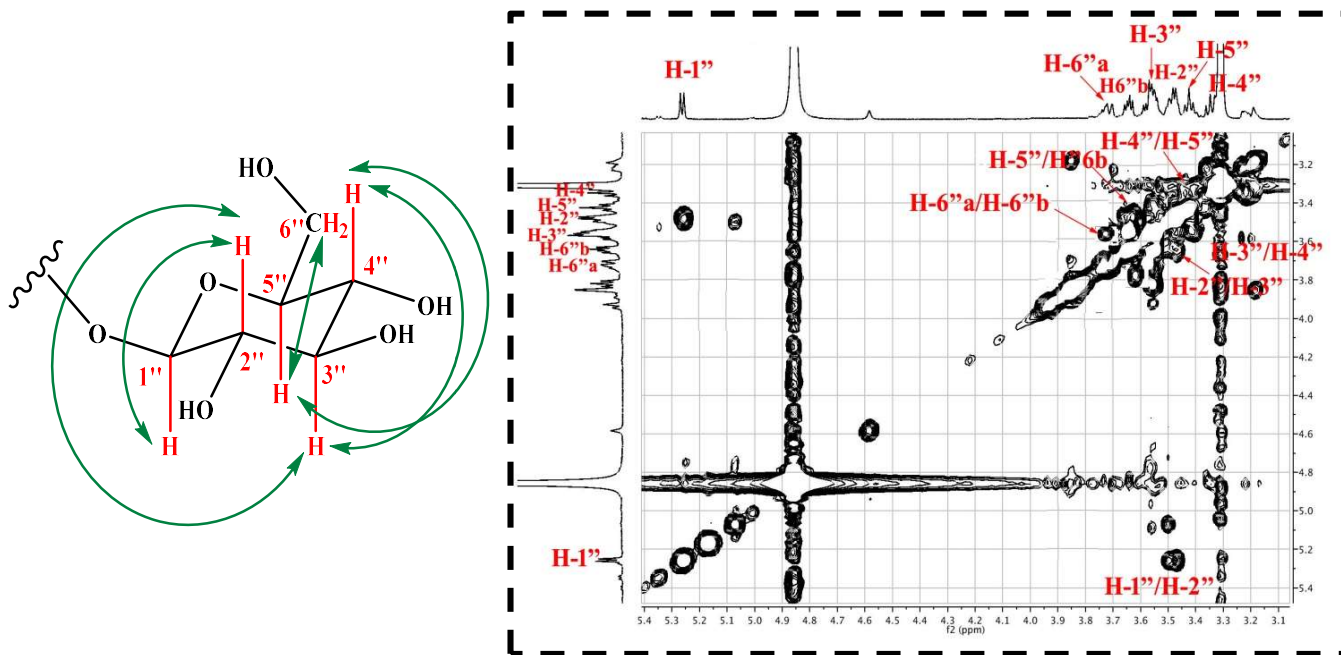 HO
6''
CH2
H
H
O
5''
4''
OH
O
OH
1''
2''
3''
H
HO
H
H
H-1”
H-6”a
H6”b
H-3”
H-2”
H-5”
H-4”
H-4”
H-5”
H-2”
H-3”
H-6”b
H-6”a
H-1”
H-4”/H-5”
H-5”/H”6b
H-6”a/H-6”b
H-3”/H-4”
H-2”/H-3”
H-1”/H-2”
3.2
3.4
3.6
3.8
4.0
4.2
4.4
4.6
4.8
5.0
5.2
5.4
5.4 5.3 5.2 5.1 5.0 4.9 4.8 4.7 4.6 4.5 4.4 4.3 4.2 4.1 4.0 3.9 3.8 3.7 3.6 3.5 3.4 3.3 3.2 3.1
f2 (ppm)